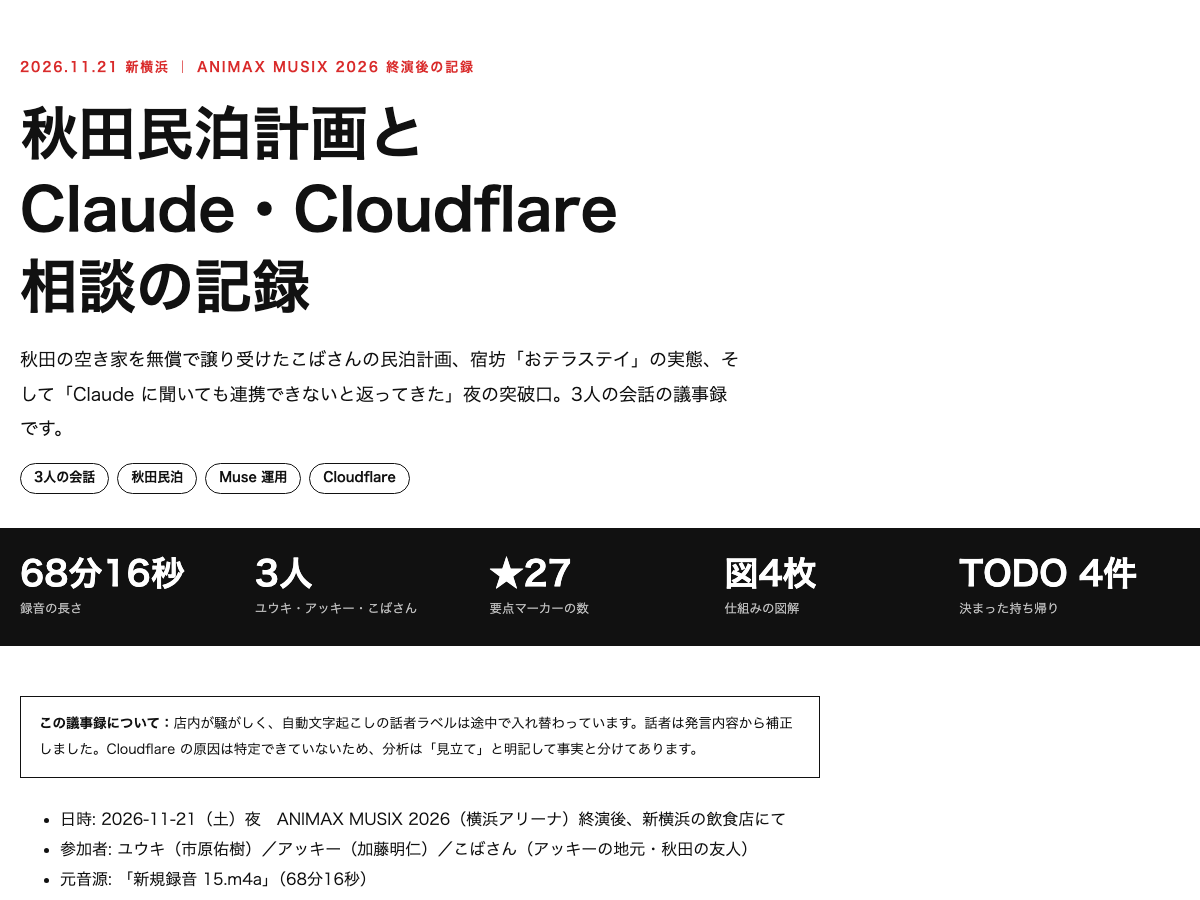 2026.11.21 新横浜 ｜ ANIMAX MUSIX 2026 終演後の記録
秋田民泊計画と
Claude・Cloudflare
相談の記録
秋田の空き家を無償で譲り受けたこばさんの民泊計画、宿坊「おテラステイ」の実態、そ
して「Claude に聞いても連携できないと返ってきた」夜の突破口。3人の会話の議事録
です。
3人の会話 秋田民泊 Muse 運用 Cloudflare
68分16秒 3人 ★27 図4枚 TODO 4件
録音の長さ ユウキ・アッキー・こばさん 要点マーカーの数 仕組みの図解 決まった持ち帰り
この議事録について：店内が騒がしく、自動文字起こしの話者ラベルは途中で入れ替わっています。話者は発言内容から補正
しました。Cloudflare の原因は特定できていないため、分析は「見立て」と明記して事実と分けてあります。
• 日時: 2026-11-21（土）夜　ANIMAX MUSIX 2026（横浜アリーナ）終演後、新横浜の飲食店にて
• 参加者: ユウキ（市原佑樹）／アッキー（加藤明仁）／こばさん（アッキーの地元・秋田の友人）
• 元音源: 「新規録音 15.m4a」（68分16秒）